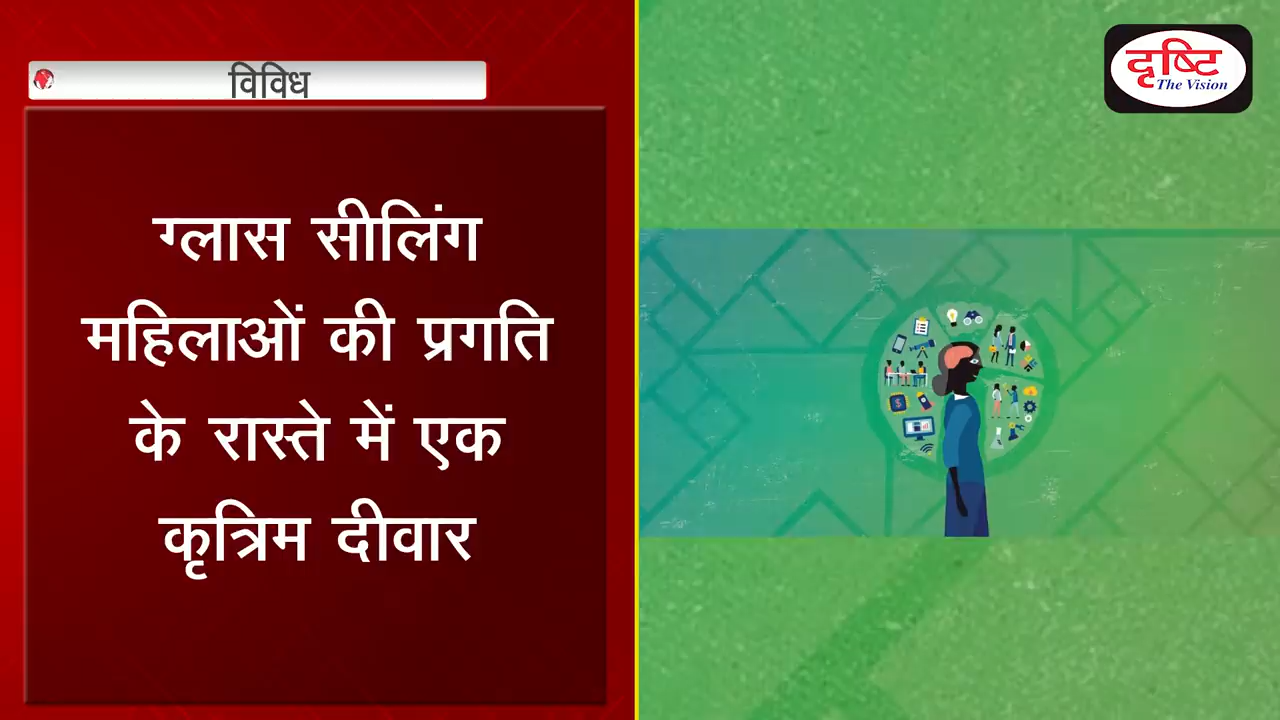 विविध
ग्लास सीलिंग
महिलाओं की प्रगति
के रास्ते में एक
कृत्रिम दीवार
दृष्टि
The Vision